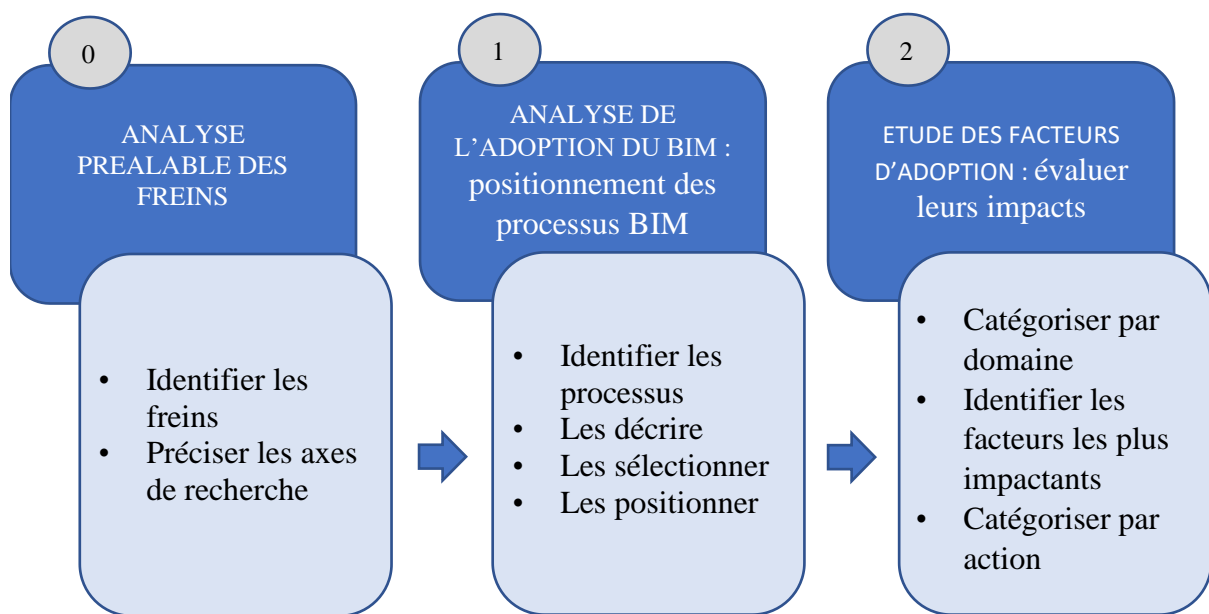 0
ANALYSE
PREALABLE DES
FREINS
• Identifier les
freins
• Préciser les axes
de recherche
1
ANALYSE DE
L’ADOPTION DU BIM :
positionnement des
processus BIM
• Identifier les
processus
• Les décrire
• Les sélectionner
• Les positionner
2
ETUDE DES FACTEURS
D’ADOPTION : évaluer
leurs impacts
• Catégoriser par
domaine
• Identifier les
facteurs les plus
impactants
• Catégoriser par
action